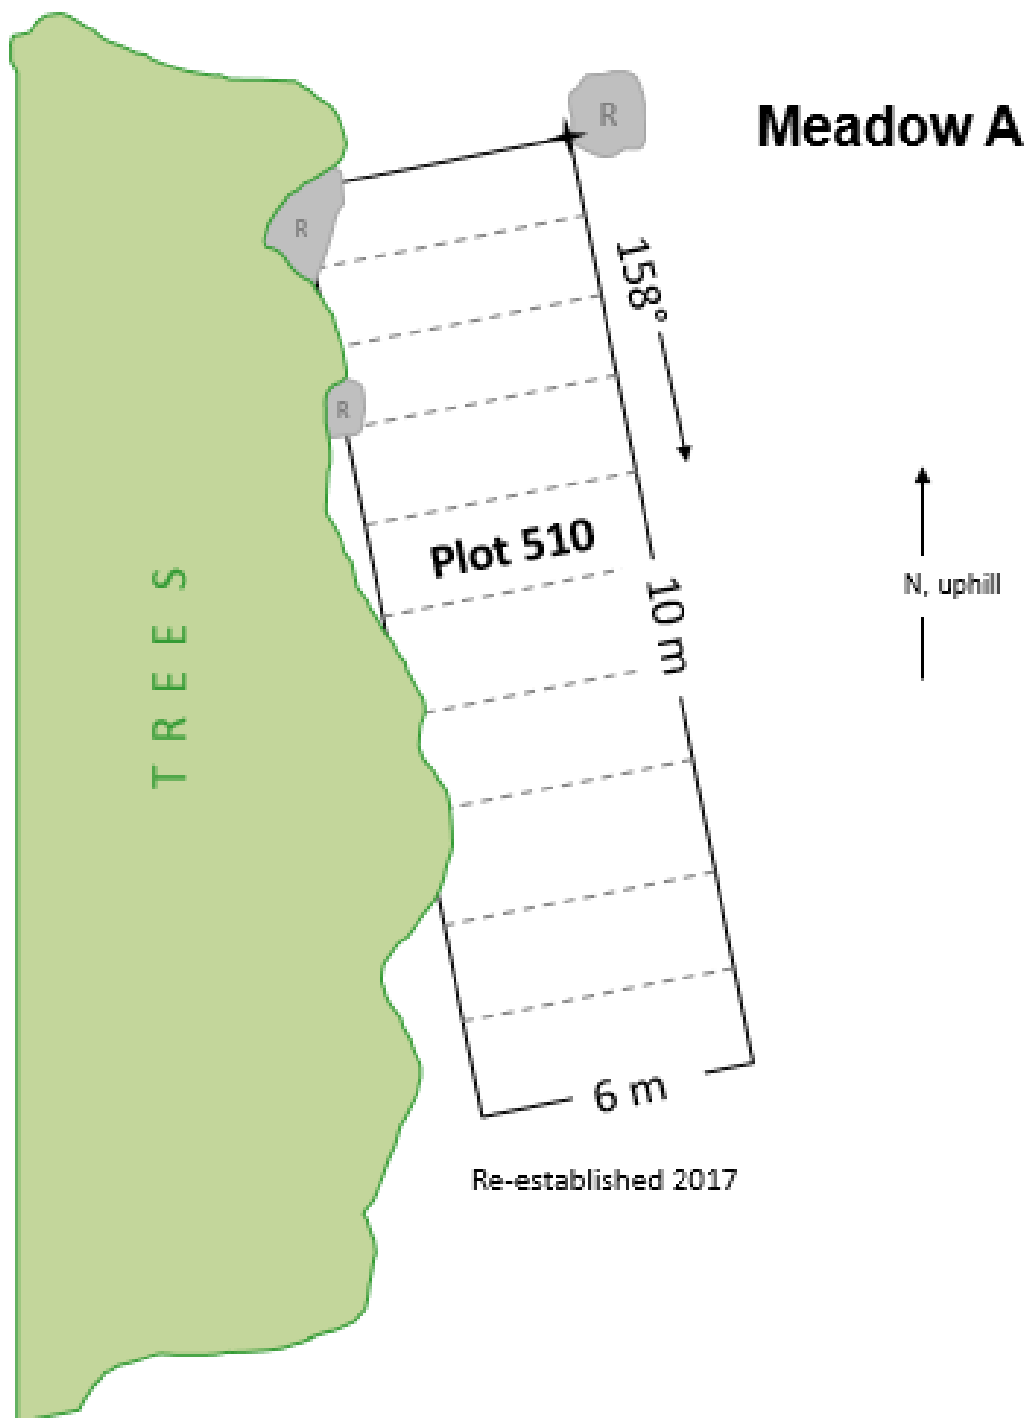 R
Meadow A
R
158°
R
Plot 510
TREES
10 m
N, uphill
6 m
Re-established 2017